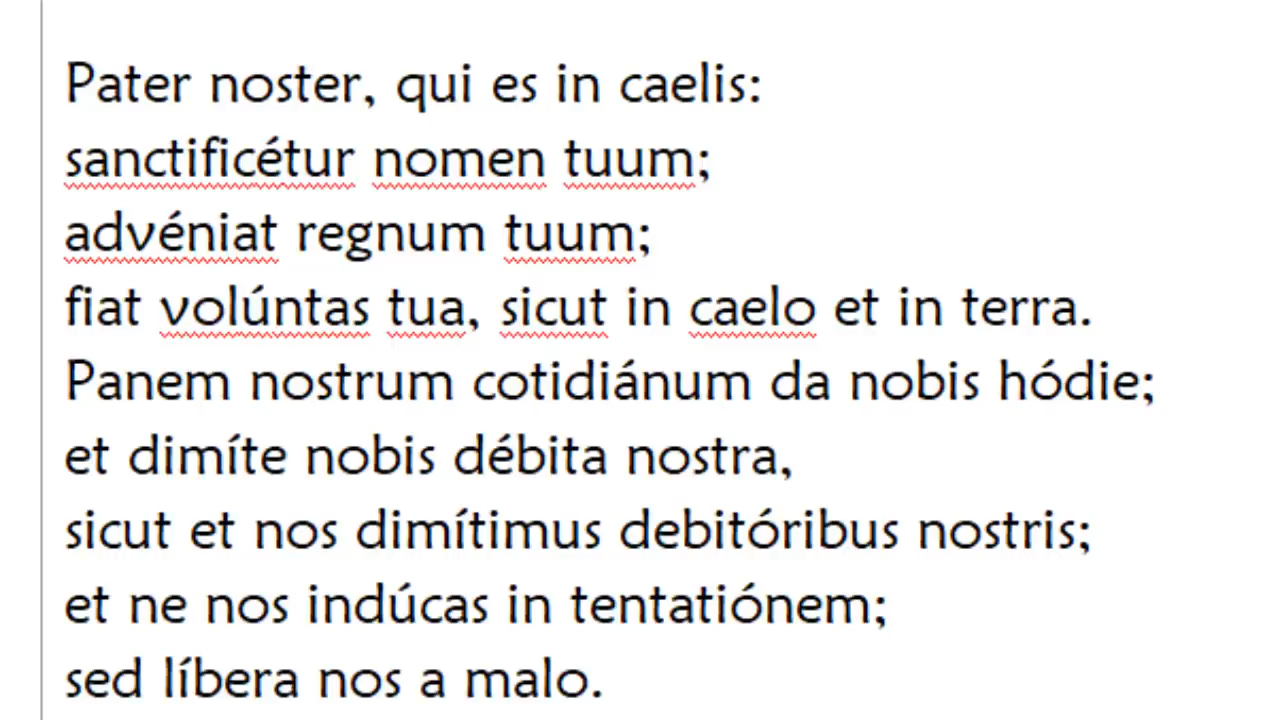 Pater noster, qui es in caelis:
sanctificétur nomen tuum;
advéniat regnum tuum;
fiat volúntas tua, sicut in caelo et in terra.
Panem nostrum cotidiánum da nobis hódie;
et dimíte nobis débita nostra,
sicut et nos dimítimus debitóribus nostris;
et ne nos indúcas in tentatiónem;
sed líbera nos a malo.